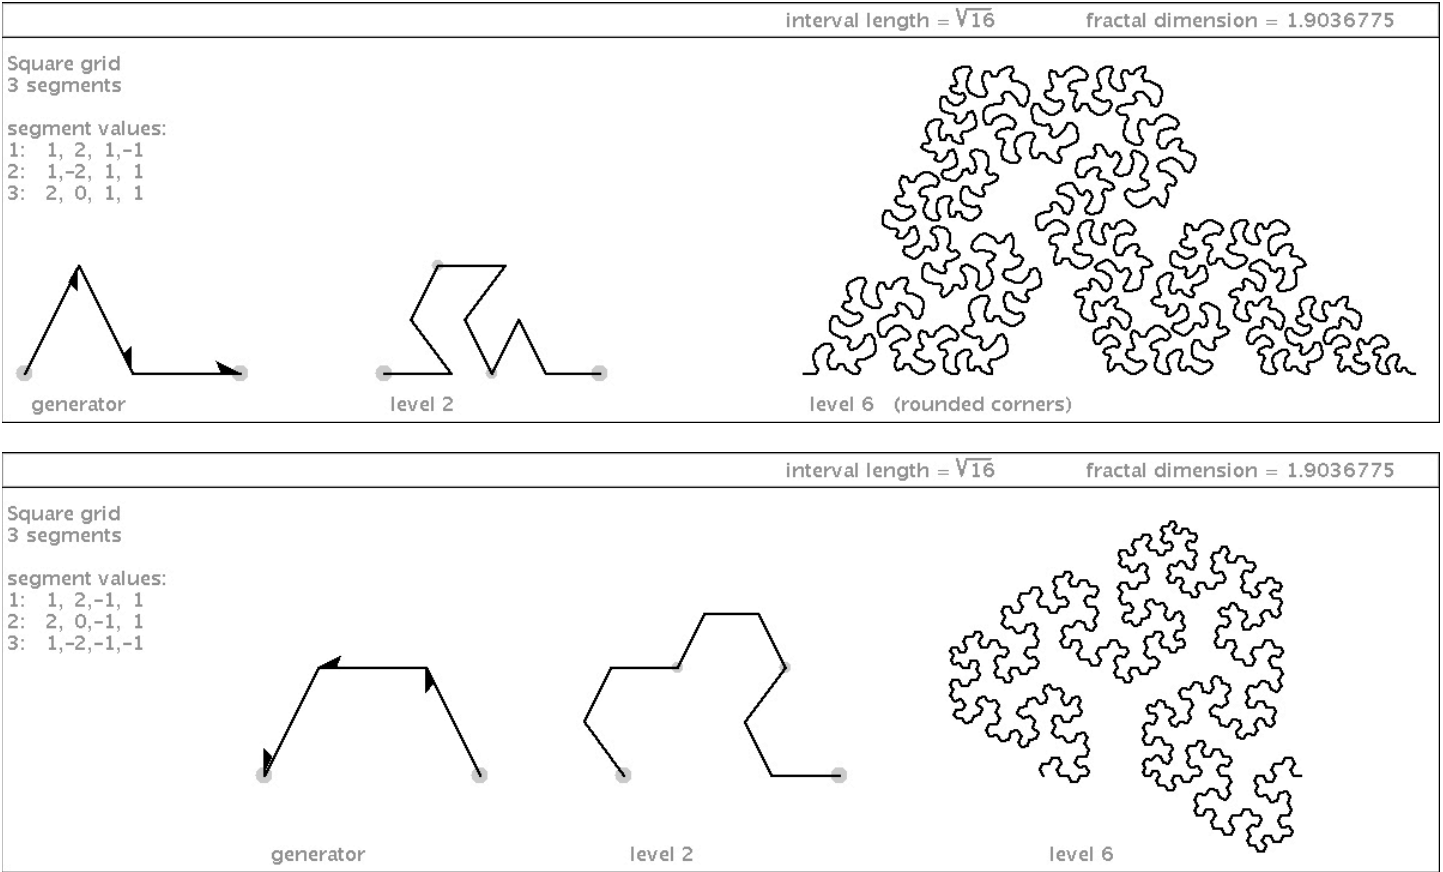 interval length = √16 fractal dimension = 1.9036775
Square grid
3 segments
segment values:
1: 1, 2, 1,-1
2: 1,-2, 1, 1
3: 2, 0, 1, 1
generator level 2 level 6 (rounded corners)
interval length = √16 fractal dimension = 1.9036775
Square grid
3 segments
segment values:
1: 1, 2,-1, 1
2: 2, 0,-1, 1
3: 1,-2,-1,-1
generator level 2 level 6